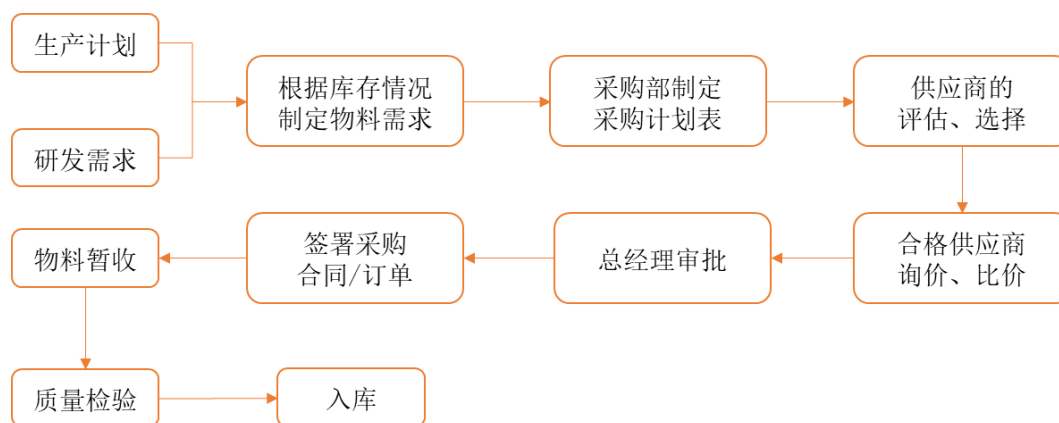 生产计划
研发需求
根据库存情况
制定物料需求
采购部制定
采购计划表
供应商的
评估、选择
合格供应商
询价、比价
总经理审批
签署采购
合同/订单
物料暂收
质量检验
入库